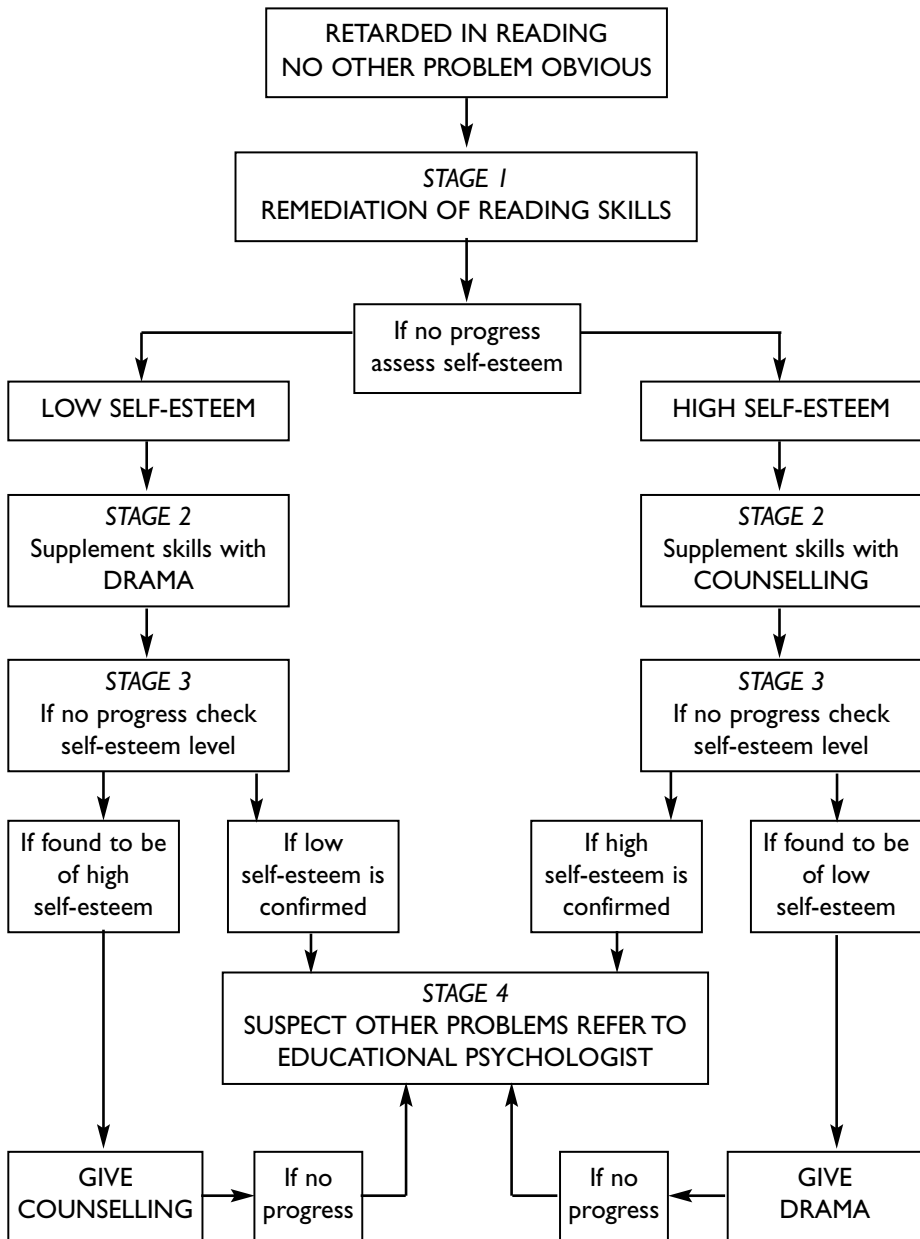 RETARDED IN READING
NO OTHER PROBLEM OBVIOUS
STAGE 1
REMEDIATION OF READING SKILLS
If no progress
assess self-esteem
LOW SELF-ESTEEM
HIGH SELF-ESTEEM
STAGE 2
Supplement skills with
DRAMA
STAGE 2
Supplement skills with
COUNSELLING
STAGE 3
If no progress check
self-esteem level
STAGE 3
If no progress check
self-esteem level
If found to be
of high
self-esteem
If low
self-esteem is
confirmed
If high
self-esteem is
confirmed
If found to be
of low
self-esteem
STAGE 4
SUSPECT OTHER PROBLEMS REFER TO
EDUCATIONAL PSYCHOLOGIST
GIVE
COUNSELLING
If no
progress
If no
progress
GIVE
DRAMA